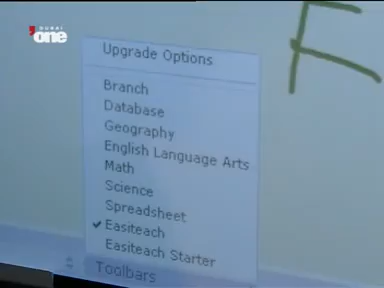 DUBAI
one
F
Upgrade Options
Branch
Database
Geography
English Language Arts
Math
Science
Spreadsheet
Easiteach
Easiteach Starter
Toolbars